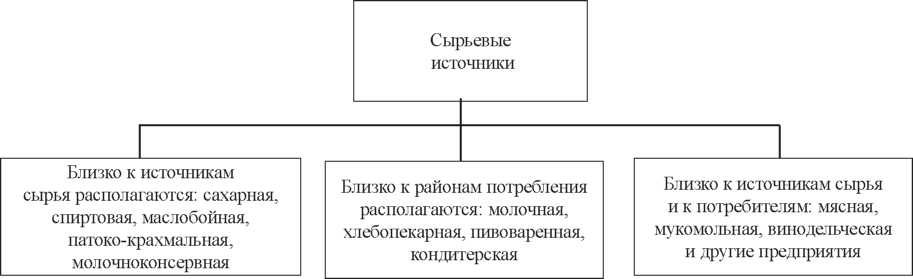 Сырьевые
источники
Близко к источникам
сырья располагаются: сахарная,
спиртовая, маслобойная,
патоко-крахмальная,
молочноконсервная
Близко к районам потребления
располагаются: молочная,
хлебопекарная, пивоваренная,
кондитерская
Близко к источникам сырья
и к потребителям: мясная,
мукомольная, винодельческая
и другие предприятия